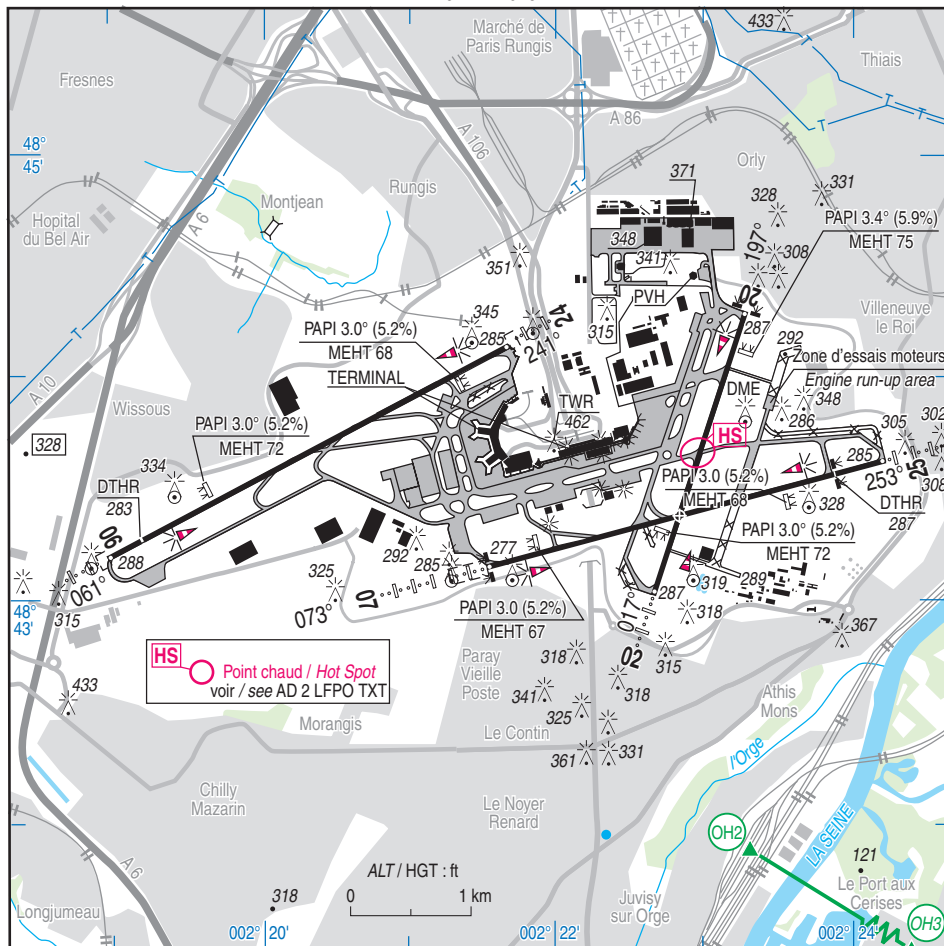 433
Marché de
Paris Rungis
Thiais
Fresnes
A 86
A 106
48°
45'
Orly
371
Rungis
328
331
Montjean
A 6
Hopital
du Bel Air
PAPI 3.4° (5.9%)
MEHT 75
197°
348
341
308
351
20
PVH
Villeneuve
le Roi
345
24
315
287
PAPI 3.0° (5.2%)
MEHT 68
285
241°
292
Zone d'essais moteurs
Engine run-up area
A 10
TERMINAL
DME
Wissous
TWR
462
348
286
PAPI 3.0° (5.2%)
MEHT 72
305
302
HS
328
334
285
25
253°
PAPI 3.0 (5.2%)
MEHT 68
308
DTHR
283
328
DTHR
287
06
PAPI 3.0° (5.2%)
MEHT 72
292
277
285
288
061°
325
07
073°
319
289
287
48°
43'
315
PAPI 3.0 (5.2%)
MEHT 67
017°
318
367
02
315
HS
Point chaud / Hot Spot
voir / see AD 2 LFPO TXT
Paray
Vieille
Poste
318
318
341
433
325
Athis
Mons
Morangis
Le Contin
361
331
l'Orge
Chilly
Mazarin
Le Noyer
Renard
LA SEINE
OH2
A 6
ALT / HGT : ft
121
0
1 km
Le Port aux
Cerises
318
Juvisy
sur Orge
Longjumeau
OH3
002° 20'
002° 22'
002° 24'